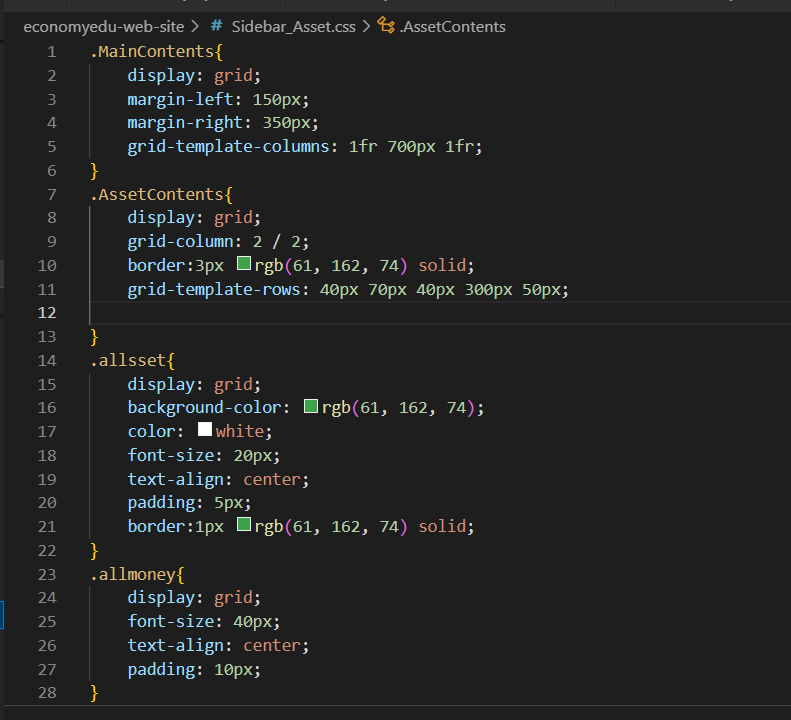 economyedu-web-site > # Sidebar_Asset.css > .AssetContents
1 .MainContents{
2 display: grid;
3 margin-left: 150px;
4 margin-right: 350px;
5 grid-template-columns: 1fr 700px 1fr;
6 }
7 .AssetContents{
8 display: grid;
9 grid-column: 2 / 2;
10 border:3px rgb(61, 162, 74) solid;
11 grid-template-rows: 40px 70px 40px 300px 50px;
12
13 }
14 .allsset{
15 display: grid;
16 background-color: rgb(61, 162, 74);
17 color: white;
18 font-size: 20px;
19 text-align: center;
20 padding: 5px;
21 border:1px rgb(61, 162, 74) solid;
22 }
23 .allmoney{
24 display: grid;
25 font-size: 40px;
26 text-align: center;
27 padding: 10px;
28 }